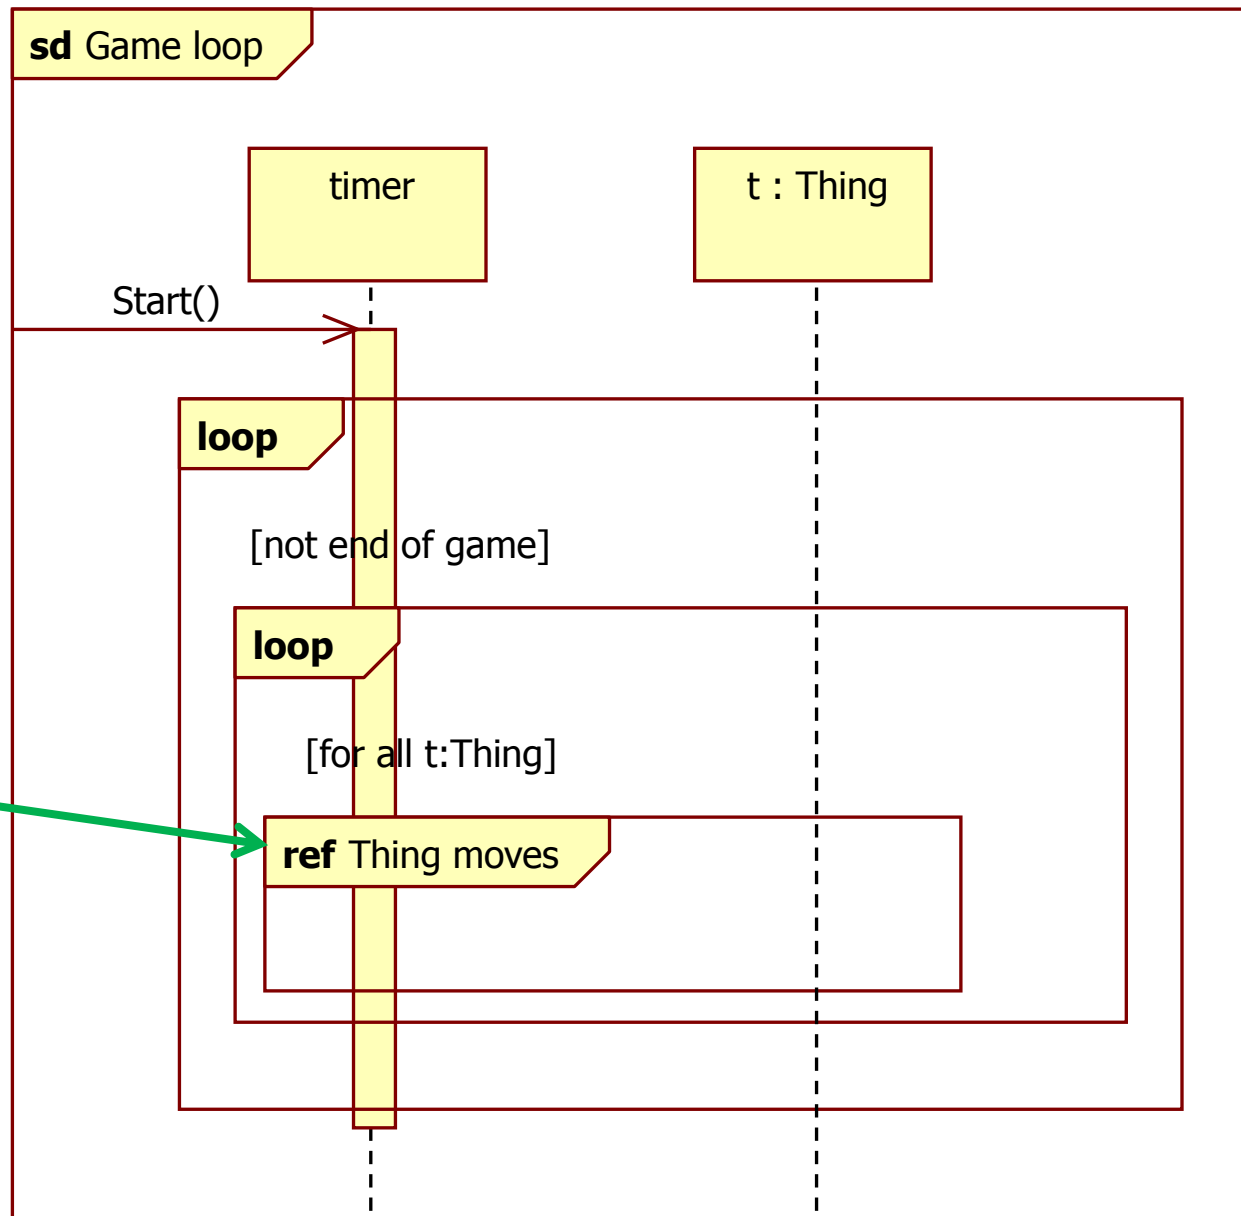 sd Game loop
timer
t : Thing
Start()
loop
[not end of game]
loop
[for all t:Thing]
ref Thing moves